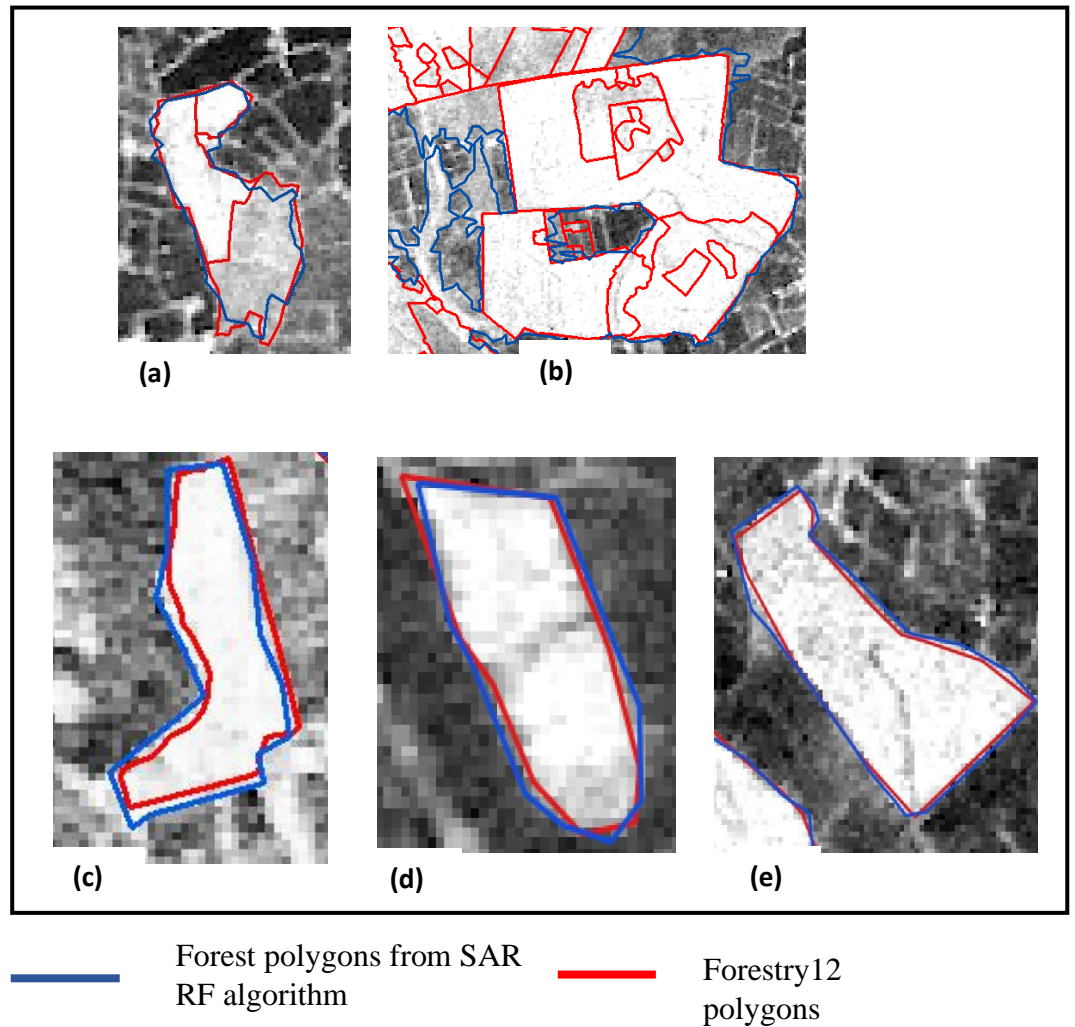 (a)
(b)
(c)
(d)
(e)
Forest polygons from SAR
RF algorithm
Forestry12
polygons